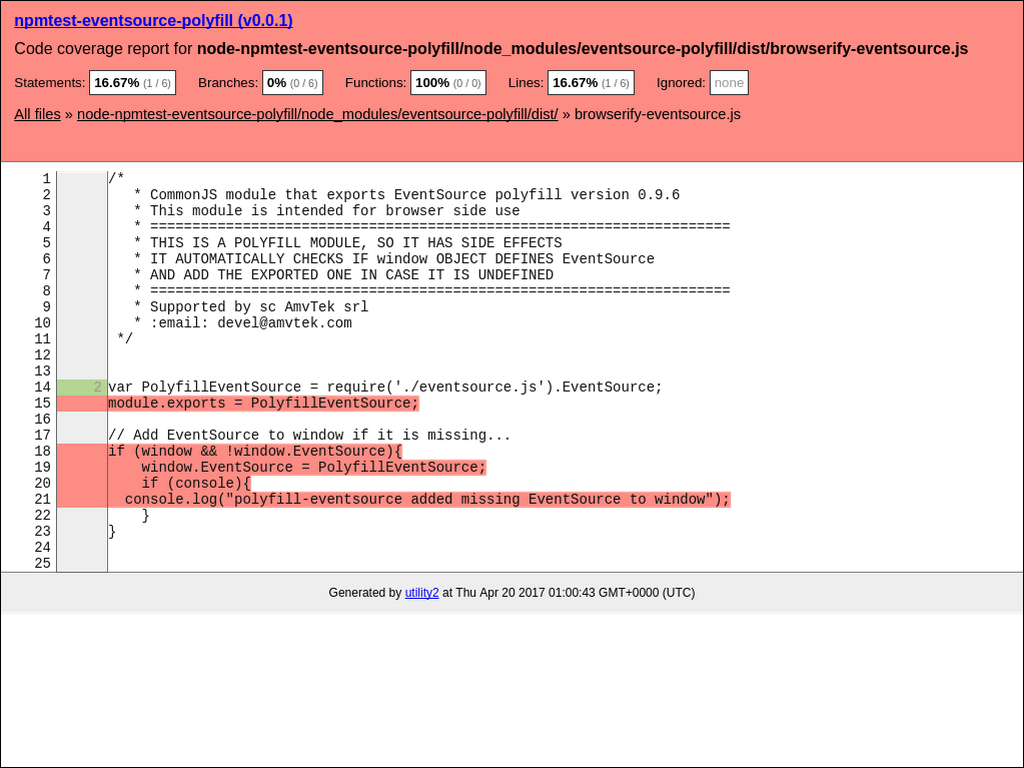 npmtest-eventsource-polyfill (v0.0.1)
Code coverage report for node-npmtest-eventsource-polyfill/node_modules/eventsource-polyfill/dist/browserify-eventsource.js
Statements: 16.67% (1 / 6) Branches: 0% (0 / 6) Functions: 100% (0 / 0) Lines: 16.67% (1 / 6) Ignored: none
All files » node-npmtest-eventsource-polyfill/node_modules/eventsource-polyfill/dist/ » browserify-eventsource.js
1 /*
2 * CommonJS module that exports EventSource polyfill version 0.9.6
3 * This module is intended for browser side use
4 * =====================================================================
5 * THIS IS A POLYFILL MODULE, SO IT HAS SIDE EFFECTS
6 * IT AUTOMATICALLY CHECKS IF window OBJECT DEFINES EventSource
7 * AND ADD THE EXPORTED ONE IN CASE IT IS UNDEFINED
8 * =====================================================================
9 * Supported by sc AmvTek srl
10 * :email: devel@amvtek.com
11 */
12
13
14 2 var PolyfillEventSource = require('./eventsource.js').EventSource;
15 module.exports = PolyfillEventSource;
16
17 // Add EventSource to window if it is missing...
18 if (window && !window.EventSource){
19 window.EventSource = PolyfillEventSource;
20 if (console){
21 console.log("polyfill-eventsource added missing EventSource to window");
22 }
23 }
24
25
Generated by utility2 at Thu Apr 20 2017 01:00:43 GMT+0000 (UTC)